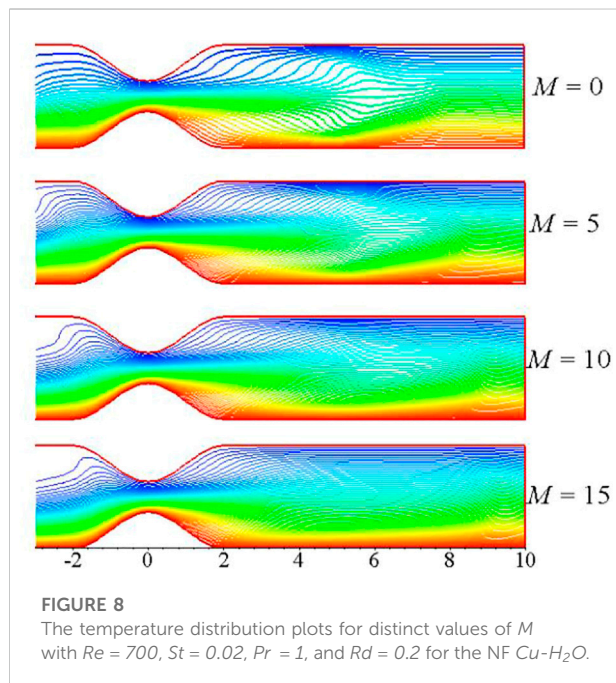 M = 0
M = 5
M = 10
M = 15
-2 0 2 4 6 8 10
FIGURE 8
The temperature distribution plots for distinct values of M
with Re = 700, St = 0.02, Pr = 1, and Rd = 0.2 for the NF Cu-H₂O.